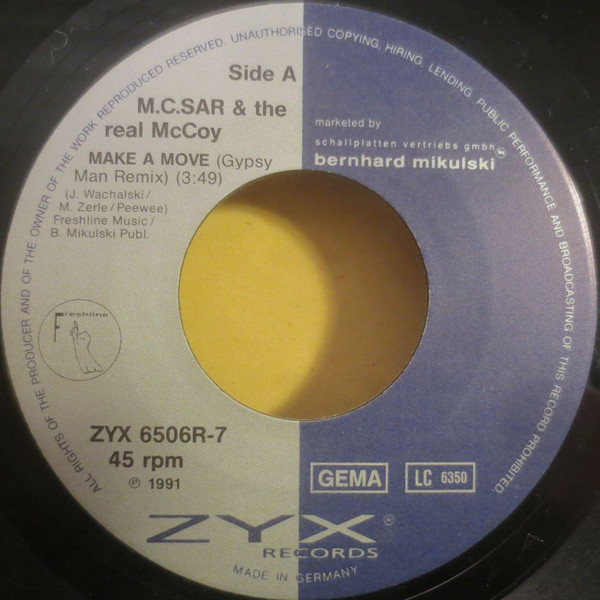 ALL RIGHTS OF THE PRODUCER AND OF THE OWNER OF THE WORK REPRODUCED RESERVED. UNAUTHORISED COPYING, HIRING, LENDING, PUBLIC PERFORMANCE AND BROADCASTING OF THIS RECORD PROHIBITED.
Side A
M.C.SAR & the
real McCoy
MAKE A MOVE (Gypsy
Man Remix) (3:49)
(J. Wachalski/
M. Zerle/Peewee)
Freshline Music/
B. Mikulski Publ.
marketed by
schallplatten vertriebs gmbh
bernhard mikulski
Freshline
ZYX 6506R-7
45 rpm
℗ 1991
GEMA
LC 6350
ZYX®
RECORDS
MADE IN GERMANY